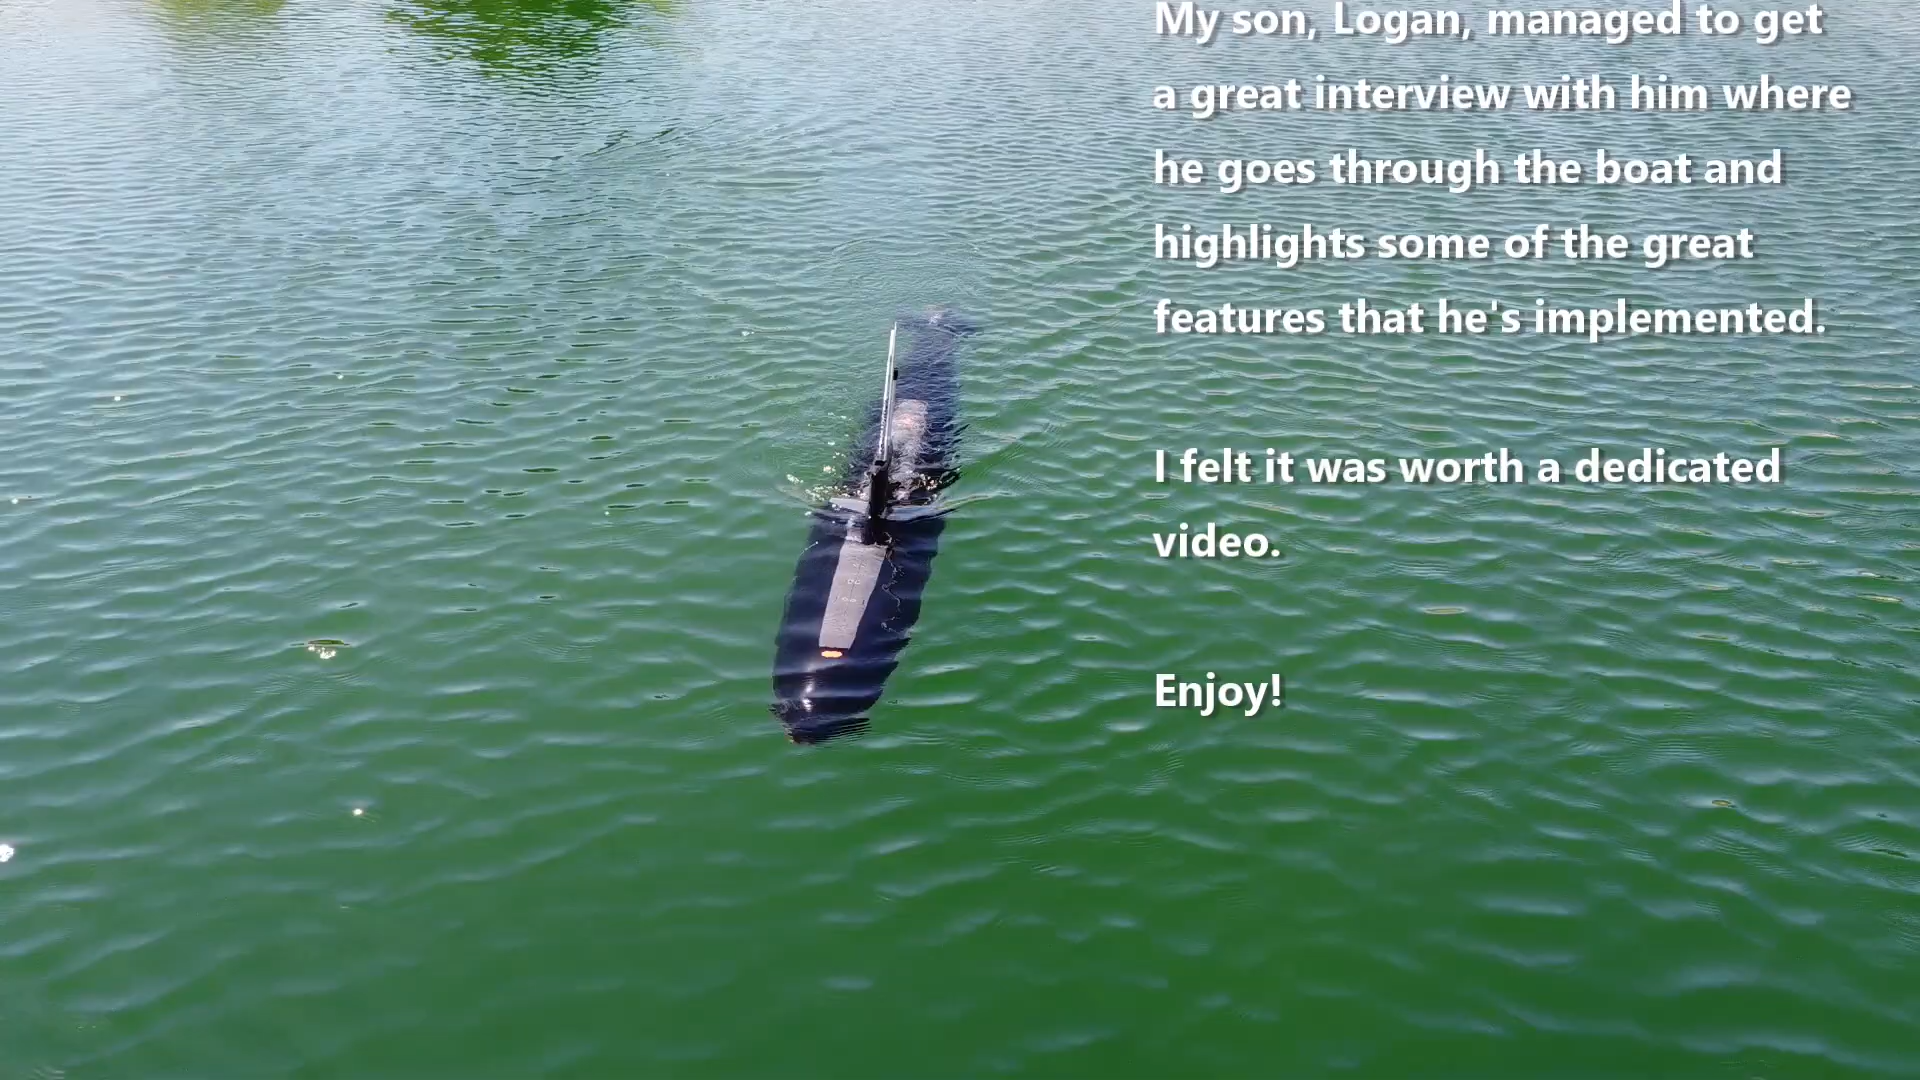 My son, Logan, managed to get
a great interview with him where
he goes through the boat and
highlights some of the great
features that he's implemented.
I felt it was worth a dedicated
video.
Enjoy!